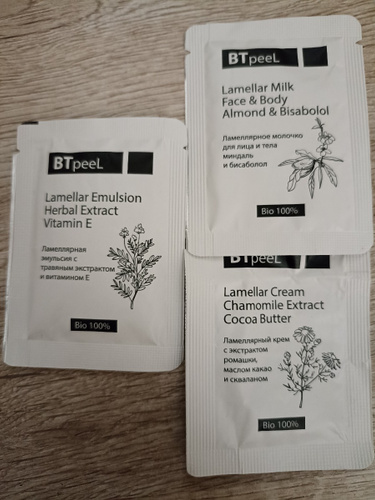 BTpeeL
Lamellar Emulsion
Herbal Extract
Vitamin E
Ламеллярная
эмульсия с
травяным экстрактом
и витамином Е
Bio 100%
BTpeeL
Lamellar Milk
Face & Body
Almond & Bisabolol
Ламеллярное молочко
для лица и тела
миндаль
и бисаболол
Bio 100%
BTpeeL
Lamellar Cream
Chamomile Extract
Cocoa Butter
Ламеллярный крем
с экстрактом
ромашки,
маслом какао
и скваланом
Bio 100%